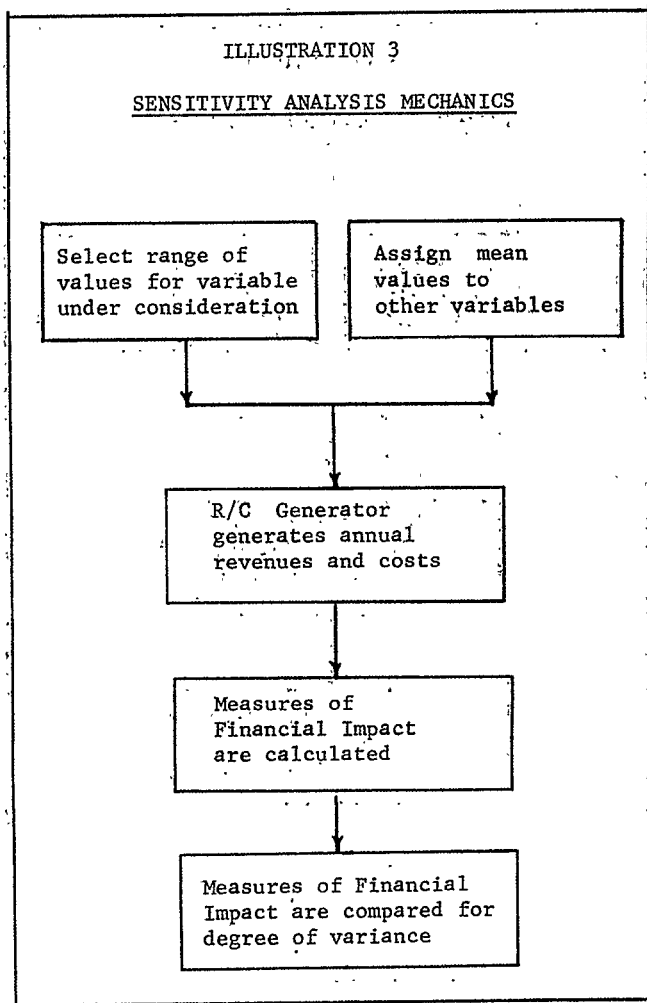 ILLUSTRATION 3
SENSITIVITY ANALYSIS MECHANICS
Select range of
values for variable
under consideration
Assign mean
values to
other variables
R/C Generator
generates annual
revenues and costs
Measures of
Financial Impact
are calculated
Measures of Financial
Impact are compared for
degree of variance